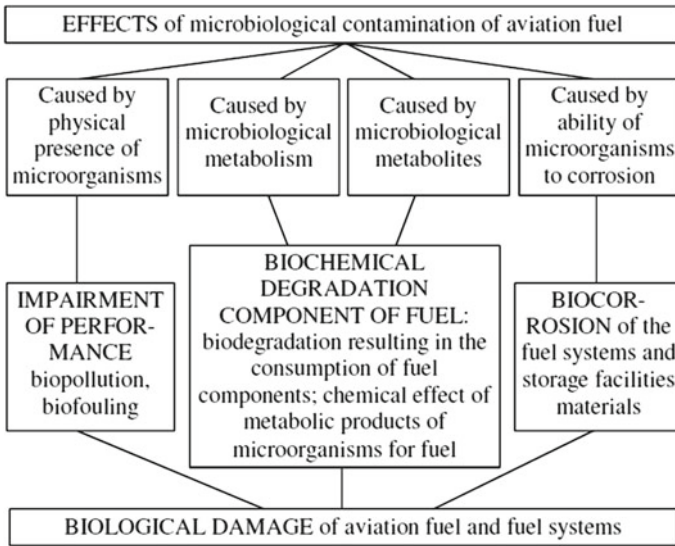 EFFECTS of microbiological contamination of aviation fuel
Caused by
physical
presence of
microorganisms
Caused by
microbiological
metabolism
Caused by
microbiological
metabolites
Caused by
ability of
microorganisms
to corrosion
IMPAIRMENT
OF PERFOR-
MANCE
biopollution,
biofouling
BIOCHEMICAL
DEGRADATION
COMPONENT OF FUEL:
biodegradation resulting in the
consumption of fuel
components; chemical effect of
metabolic products of
microorganisms for fuel
BIOCOR-
ROSION of the
fuel systems and
storage facilities
materials
BIOLOGICAL DAMAGE of aviation fuel and fuel systems